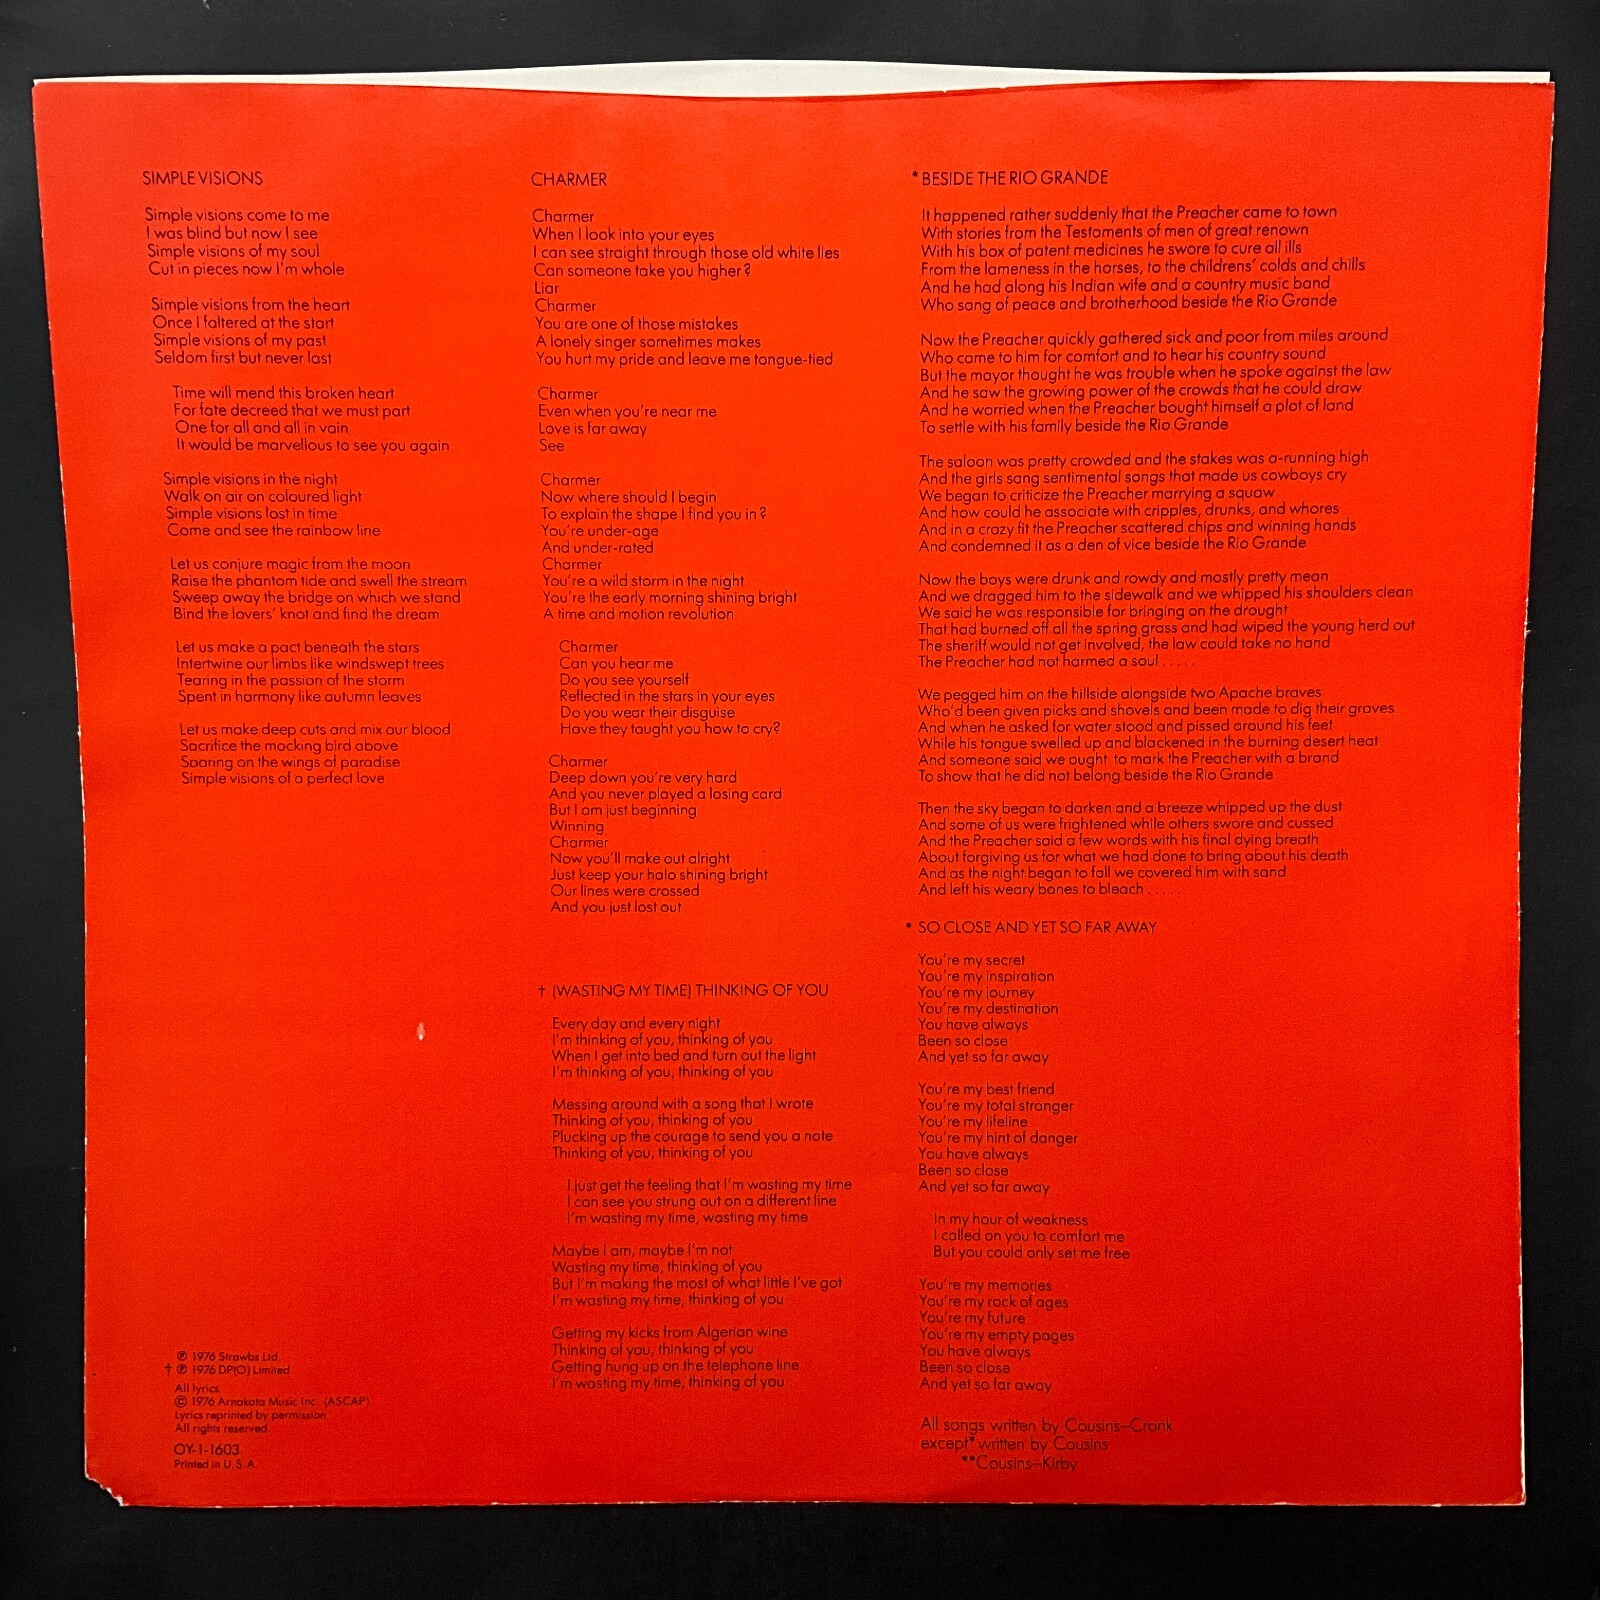 SIMPLE VISIONS
Simple visions come to me
I was blind but now I see
Simple visions of my soul
Cut in pieces now I'm whole
Simple visions from the heart
Once I faltered at the start
Simple visions of my past
Seldom first but never last
Time will mend this broken heart
For fate decreed that we must part
One for all and all in vain
It would be marvellous to see you again
Simple visions in the night
Walk on air on coloured light
Simple visions lost in time
Come and see the rainbow line
Let us conjure magic from the moon
Raise the phantom tide and swell the stream
Sweep away the bridge on which we stand
Bind the lovers' knot and find the dream
Let us make a pact beneath the stars
Intertwine our limbs like windswept trees
Tearing in the passion of the storm
Spent in harmony like autumn leaves
Let us make deep cuts and mix our blood
Sacrifice the mocking bird above
Soaring on the wings of paradise
Simple visions of a perfect love
℗ 1976 Strawbs Ltd.
† ℗ 1976 DP(O) Limited
All lyrics
© 1976 Arnakata Music Inc. (ASCAP)
Lyrics reprinted by permission
All rights reserved.
OY-1-1603
Printed in U.S.A.
CHARMER
Charmer
When I look into your eyes
I can see straight through those old white lies
Can someone take you higher?
Liar
Charmer
You are one of those mistakes
A lonely singer sometimes makes
You hurt my pride and leave me tongue-tied
Charmer
Even when you're near me
Love is far away
See
Charmer
Now where should I begin
To explain the shape I find you in?
You're under-age
And under-rated
Charmer
You're a wild storm in the night
You're the early morning shining bright
A time and motion revolution
Charmer
Can you hear me
Do you see yourself
Reflected in the stars in your eyes
Do you wear their disguise
Have they taught you how to cry?
Charmer
Deep down you're very hard
And you never played a losing card
But I am just beginning
Winning
Charmer
Now you'll make out alright
Just keep your halo shining bright
Our lines were crossed
And you just lost out
† (WASTING MY TIME) THINKING OF YOU
Every day and every night
I'm thinking of you, thinking of you
When I get into bed and turn out the light
I'm thinking of you, thinking of you
Messing around with a song that I wrote
Thinking of you, thinking of you
Plucking up the courage to send you a note
Thinking of you, thinking of you
I just get the feeling that I'm wasting my time
I can see you strung out on a different line
I'm wasting my time, wasting my time
Maybe I am, maybe I'm not
Wasting my time, thinking of you
But I'm making the most of what little I've got
I'm wasting my time, thinking of you
Getting my kicks from Algerian wine
Thinking of you, thinking of you
Getting hung up on the telephone line
I'm wasting my time, thinking of you
* BESIDE THE RIO GRANDE
It happened rather suddenly that the Preacher came to town
With stories from the Testaments of men of great renown
With his box of patent medicines he swore to cure all ills
From the lameness in the horses, to the childrens' colds and chills
And he had along his Indian wife and a country music band
Who sang of peace and brotherhood beside the Rio Grande
Now the Preacher quickly gathered sick and poor from miles around
Who came to him for comfort and to hear his country sound
But the mayor thought he was trouble when he spoke against the law
And he saw the growing power of the crowds that he could draw
And he worried when the Preacher bought himself a plot of land
To settle with his family beside the Rio Grande
The saloon was pretty crowded and the stakes was a-running high
And the girls sang sentimental songs that made us cowboys cry
We began to criticize the Preacher marrying a squaw
And how could he associate with cripples, drunks, and whores
And in a crazy fit the Preacher scattered chips and winning hands
And condemned it as a den of vice beside the Rio Grande
Now the boys were drunk and rowdy and mostly pretty mean
And we dragged him to the sidewalk and we whipped his shoulders clean
We said he was responsible for bringing on the drought
That had burned off all the spring grass and had wiped the young herd out
The sheriff would not get involved, the law could take no hand
The Preacher had not harmed a soul . . . . .
We pegged him on the hillside alongside two Apache braves
Who'd been given picks and shovels and been made to dig their graves
And when he asked for water stood and pissed around his feet
While his tongue swelled up and blackened in the burning desert heat
And someone said we ought to mark the Preacher with a brand
To show that he did not belong beside the Rio Grande
Then the sky began to darken and a breeze whipped up the dust
And some of us were frightened while others swore and cussed
And the Preacher said a few words with his final dying breath
About forgiving us for what we had done to bring about his death
And as the night began to fall we covered him with sand
And left his weary bones to bleach . . . . .
* SO CLOSE AND YET SO FAR AWAY
You're my secret
You're my inspiration
You're my journey
You're my destination
You have always
Been so close
And yet so far away
You're my best friend
You're my total stranger
You're my lifeline
You're my hint of danger
You have always
Been so close
And yet so far away
In my hour of weakness
I called on you to comfort me
But you could only set me free
You're my memories
You're my rock of ages
You're my future
You're my empty pages
You have always
Been so close
And yet so far away
All songs written by Cousins–Cronk
except* written by Cousins
**Cousins–Kirby